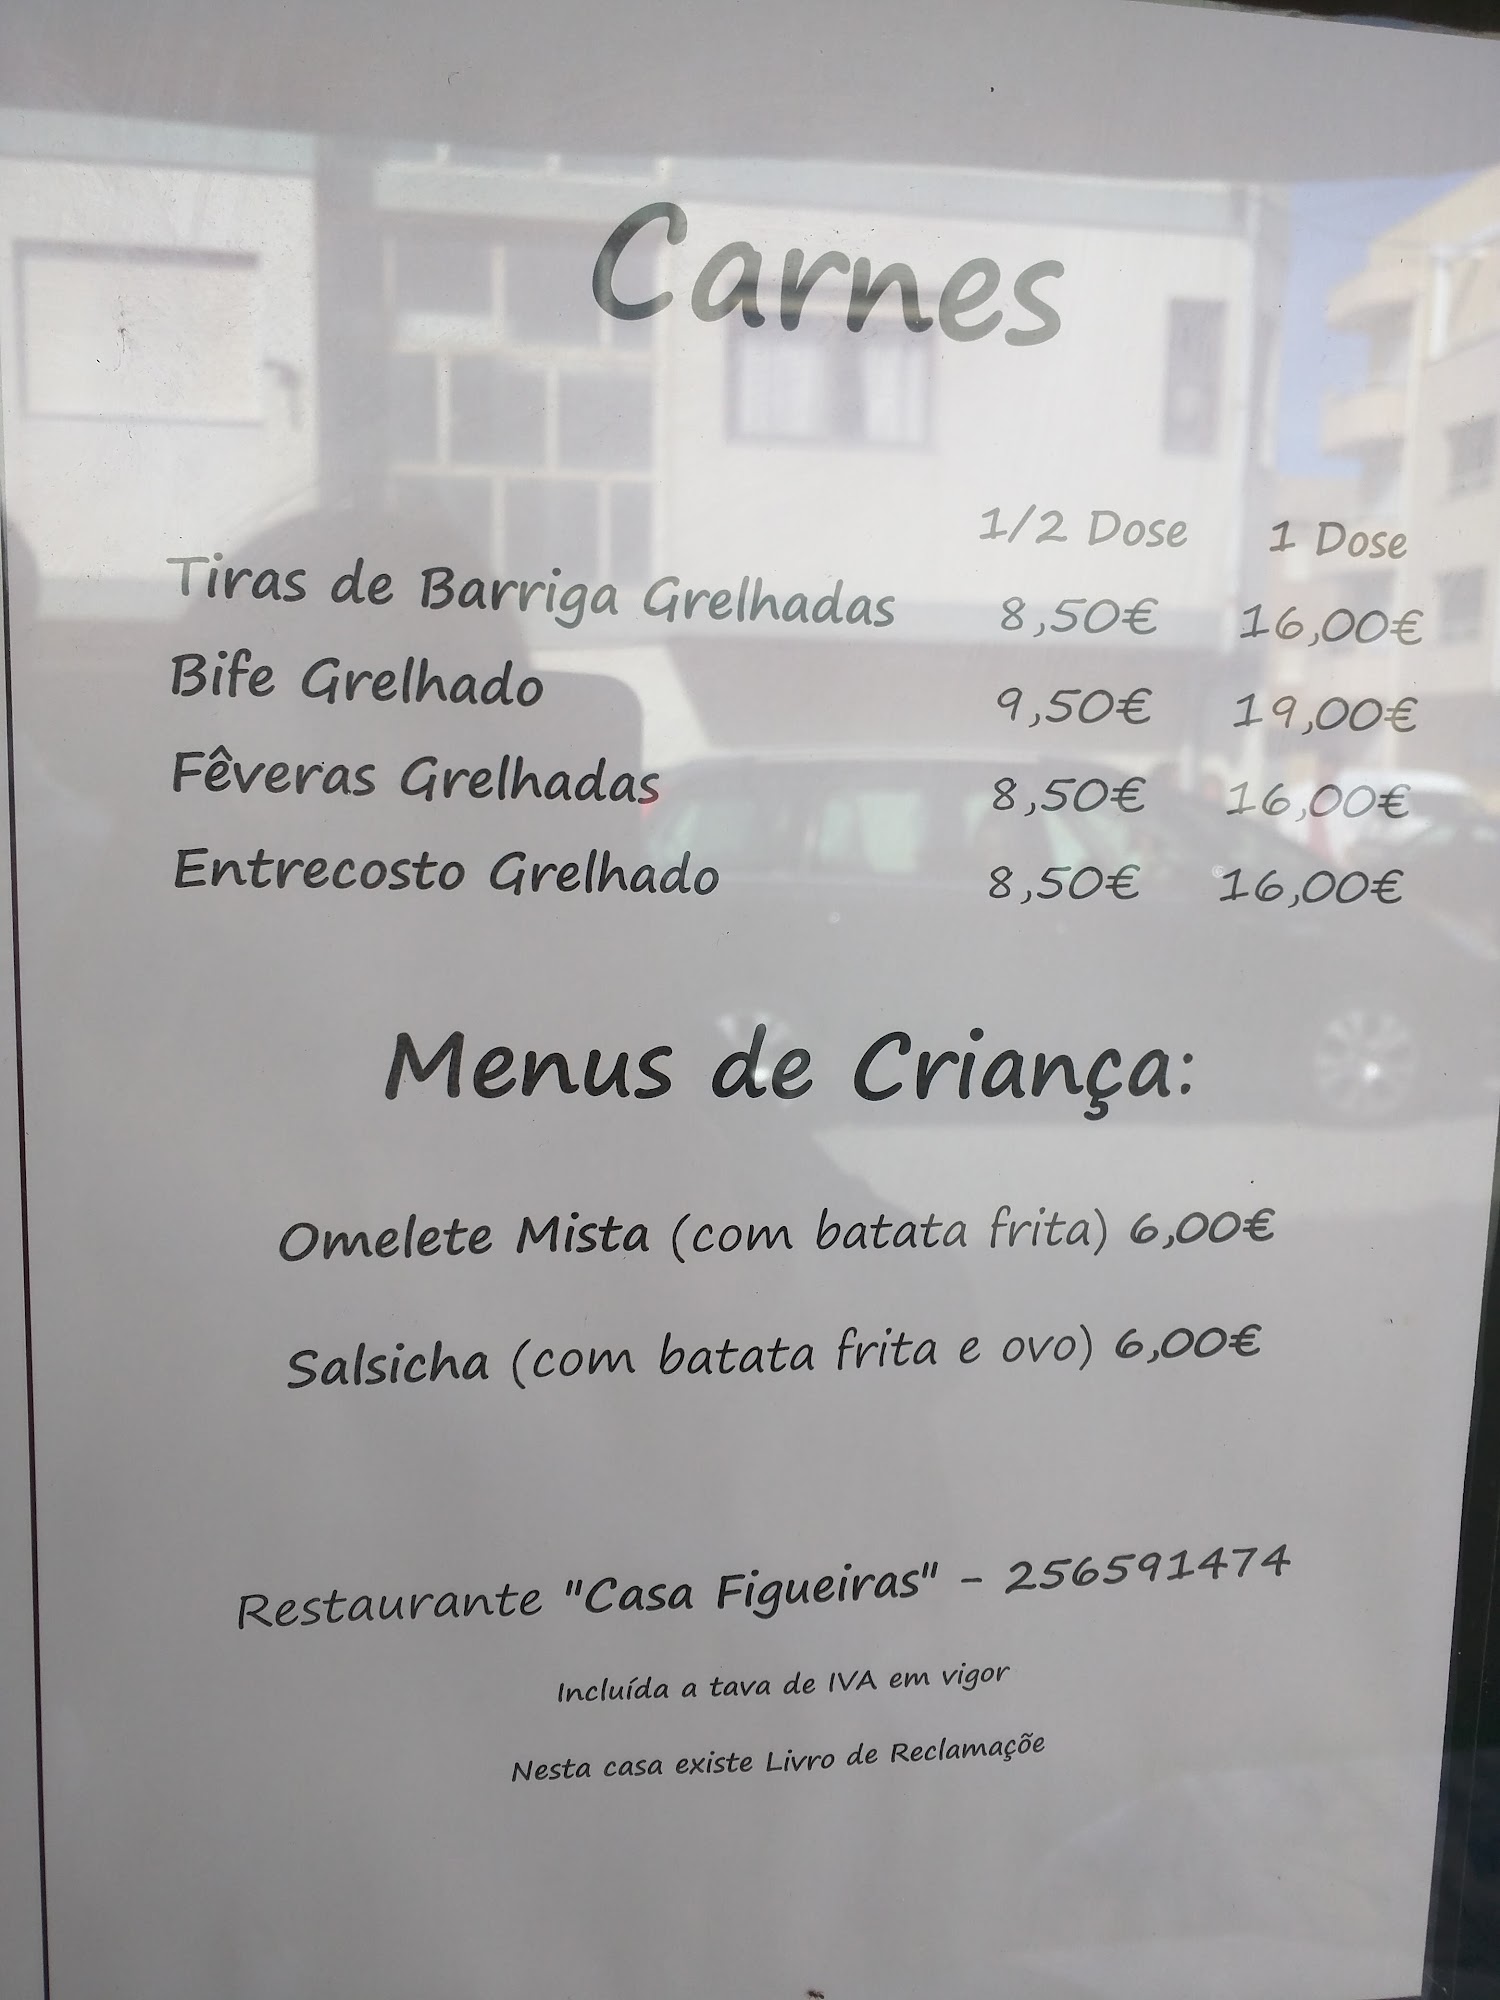 Carnes
1/2 Dose 1 Dose
Tiras de Barriga Grelhadas 8,50€ 16,00€
Bife Grelhado 9,50€ 19,00€
Fêveras Grelhadas 8,50€ 16,00€
Entrecosto Grelhado 8,50€ 16,00€
Menus de Criança:
Omelete Mista (com batata frita) 6,00€
Salsicha (com batata frita e ovo) 6,00€
Restaurante "Casa Figueiras" - 256591474
Incluída a tava de IVA em vigor
Nesta casa existe Livro de Reclamaçõe